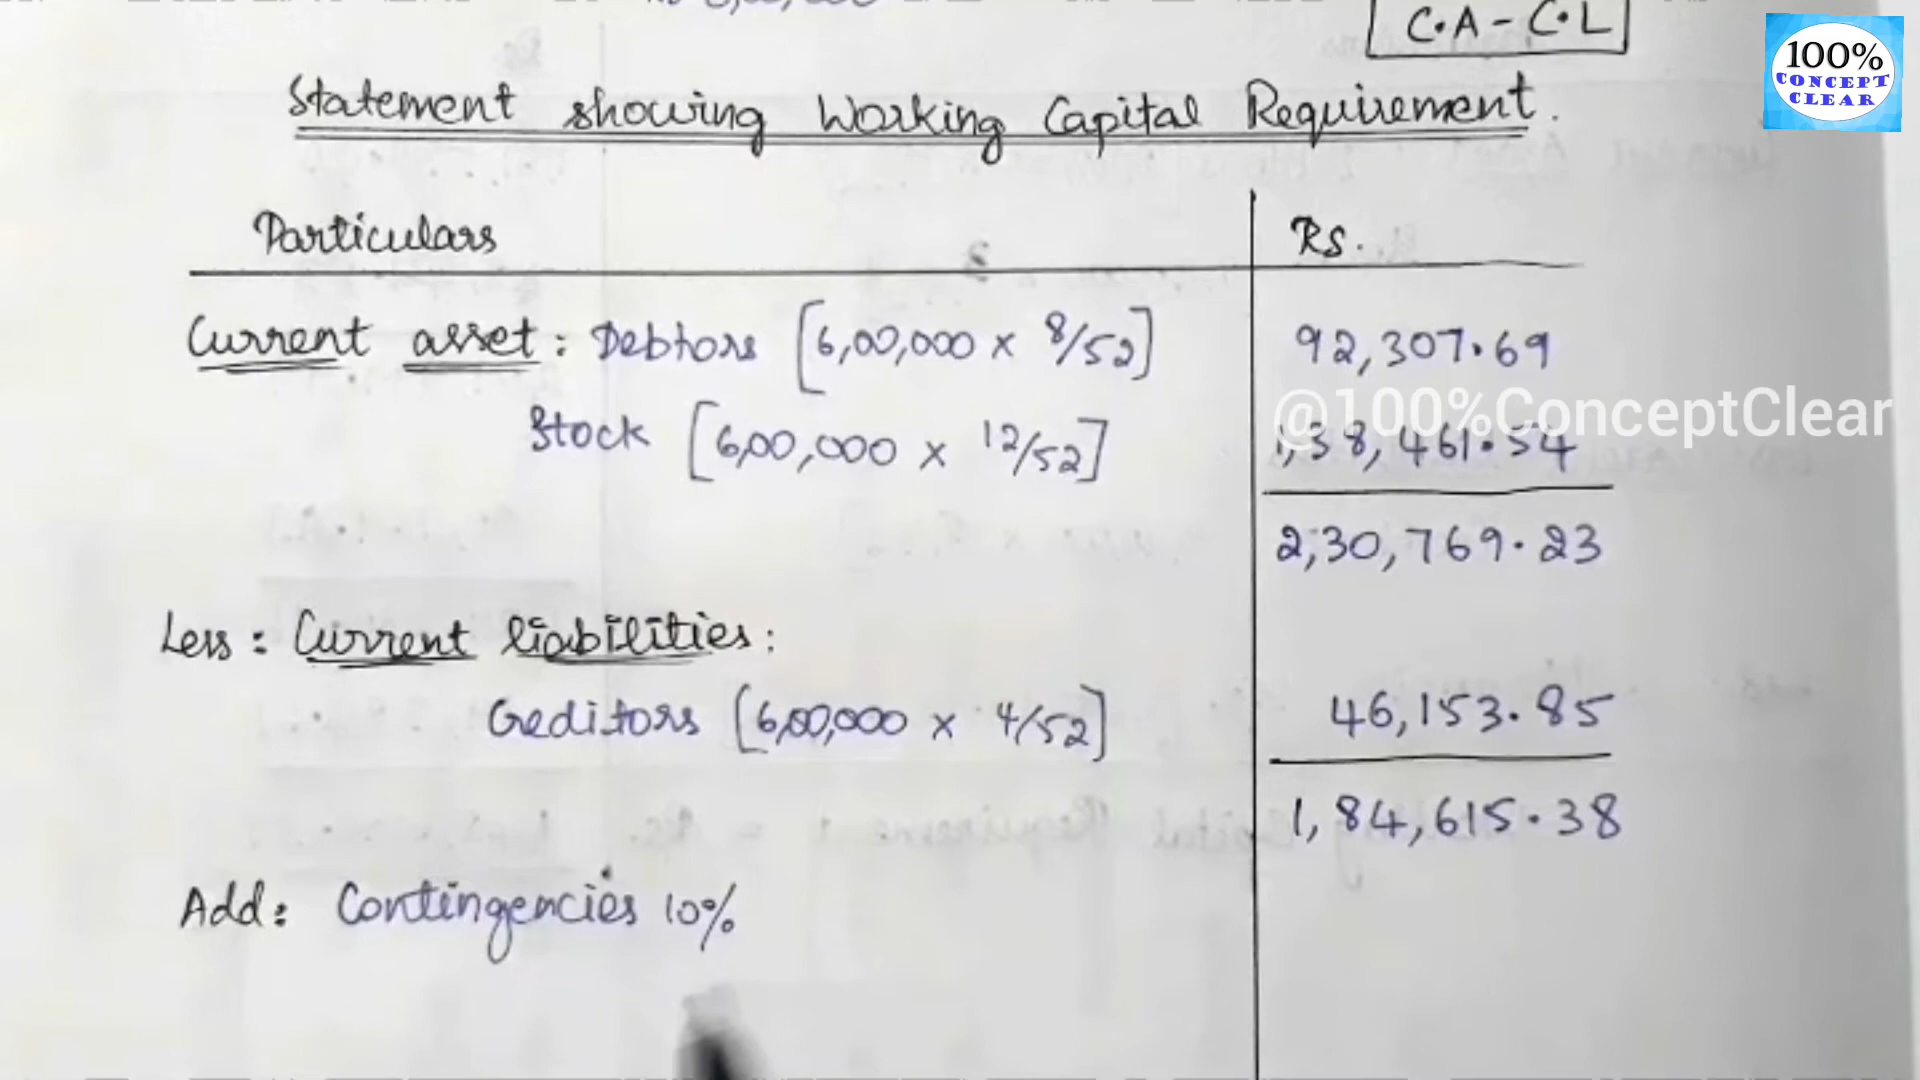 C.A - C.L
100%
CONCEPT
CLEAR
Statement showing Working Capital Requirement.
Particulars Rs.
Current asset: Debtors [6,00,000 x 8/52] 92,307.69
@100%ConceptClear
Stock [6,00,000 x 12/52] 1,38,461.54
2,30,769.23
Less: Current liabilities:
Creditors [6,00,000 x 4/52] 46,153.85
1,84,615.38
Add: Contingencies 10%